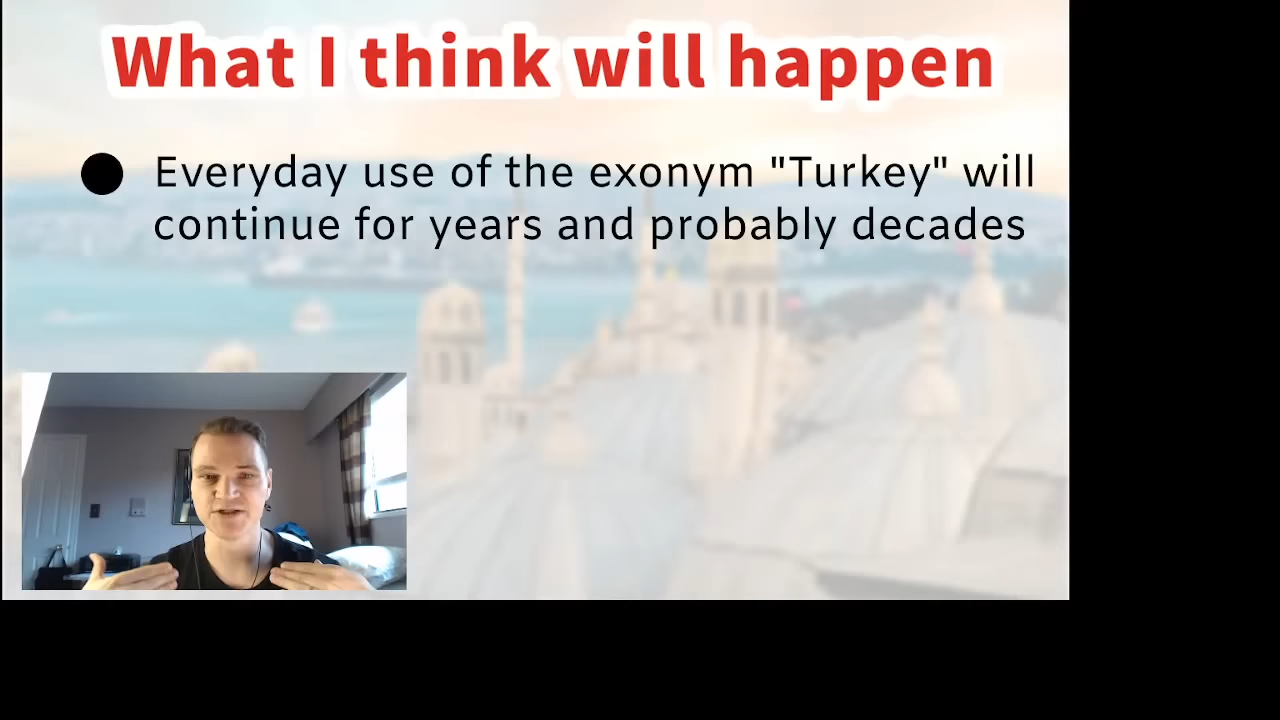 What I think will happen
Everyday use of the exonym "Turkey" will
continue for years and probably decades